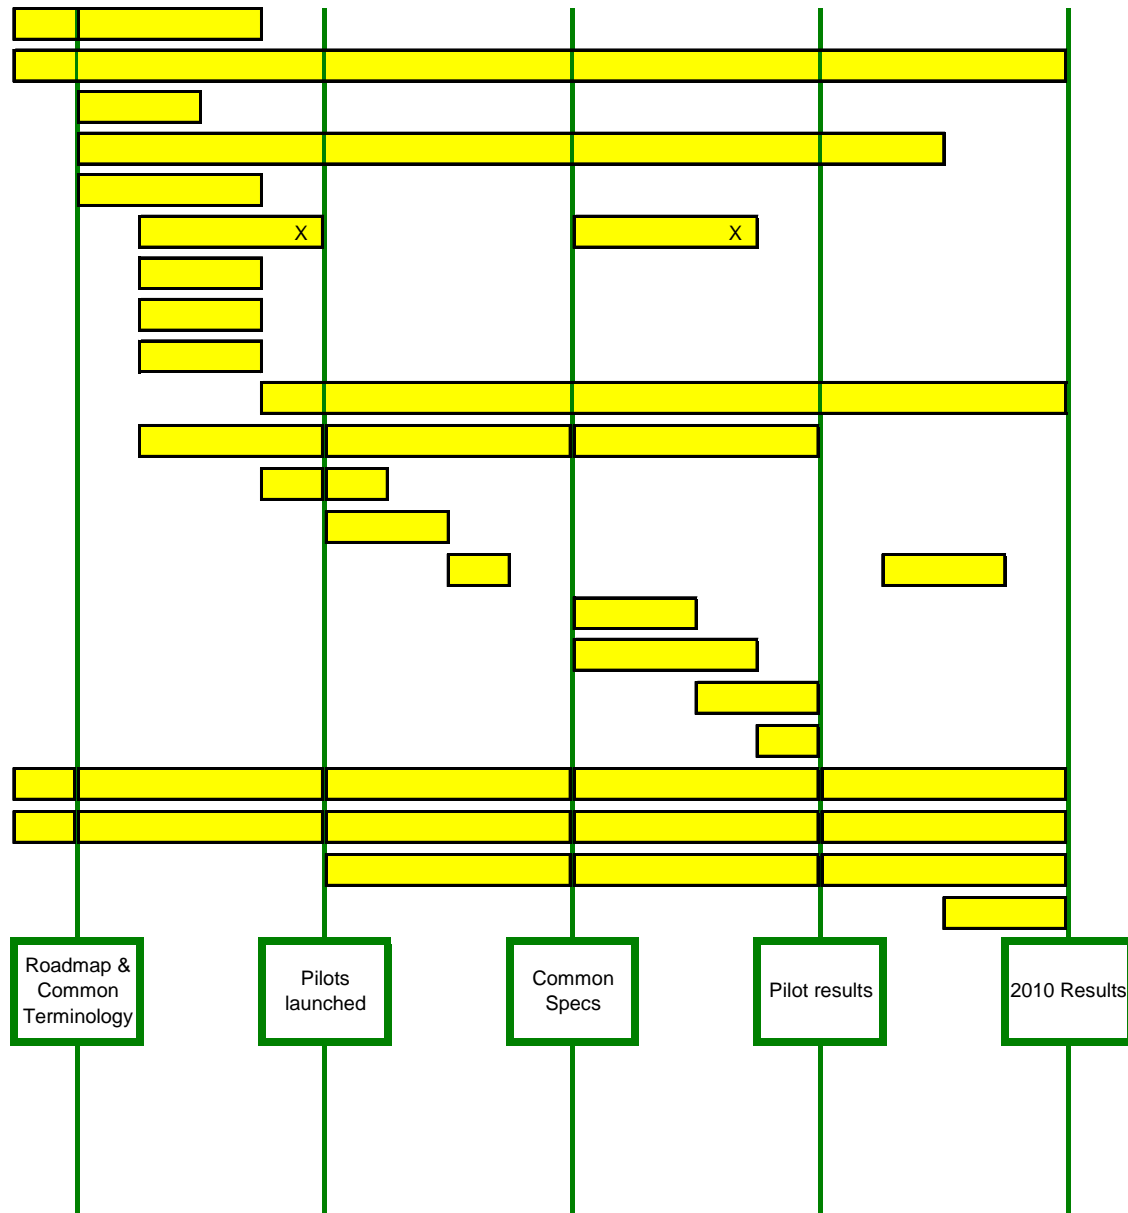 X
X
Roadmap &
Common
Terminology
Pilots
launched
Common
Specs
Pilot results
2010 Results